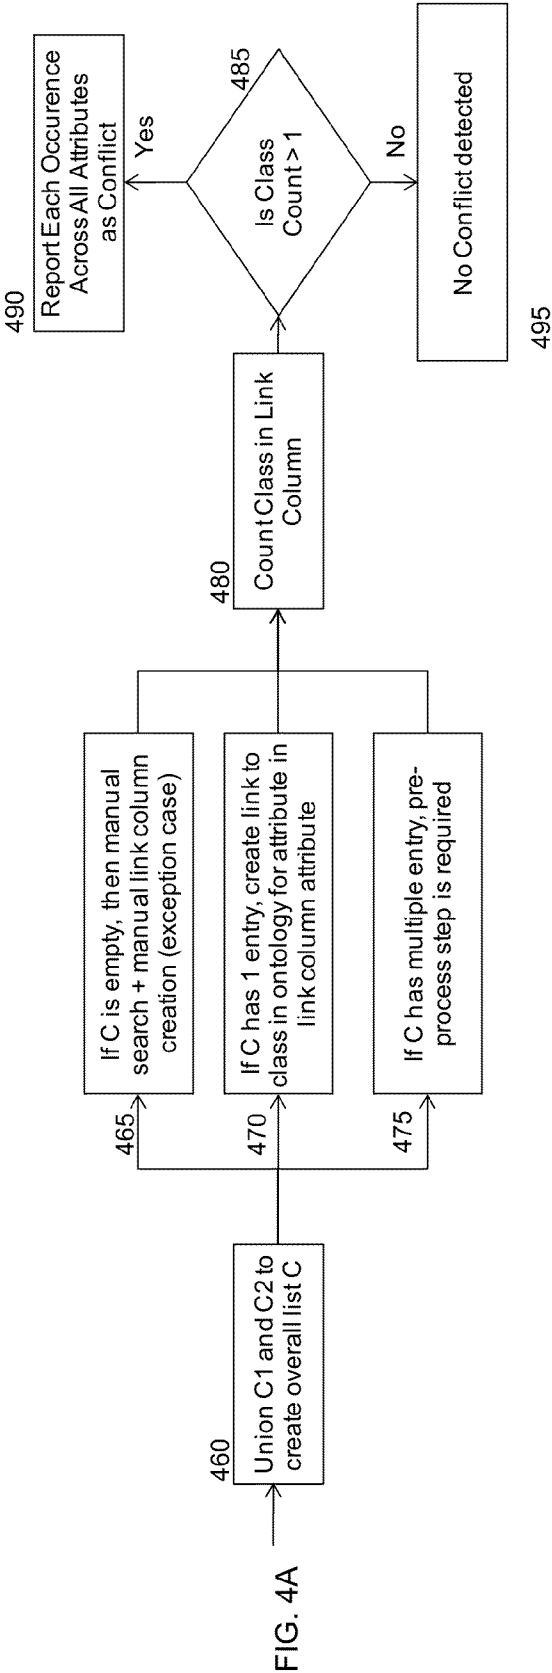 FIG. 4A
460
Union C1 and C2 to
create overall list C
465
If C is empty, then manual
search + manual link column
creation (exception case)
470
If C has 1 entry, create link to
class in ontology for attribute in
link column attribute
475
If C has multiple entry, pre-
process step is required
480
Count Class in Link
Column
485
Is Class
Count > 1
Yes
490
Report Each Occurence
Across All Attributes
as Conflict
No
No Conflict detected
495